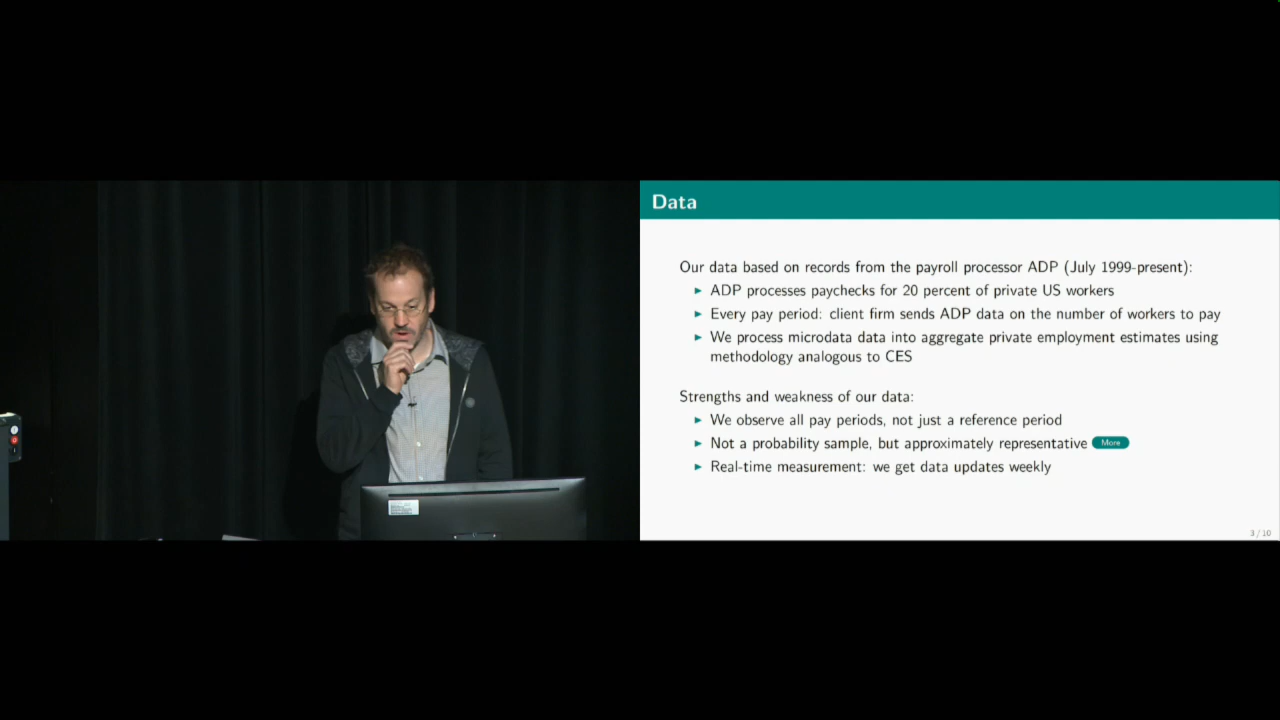 Data
Our data based on records from the payroll processor ADP (July 1999-present):
► ADP processes paychecks for 20 percent of private US workers
► Every pay period: client firm sends ADP data on the number of workers to pay
► We process microdata data into aggregate private employment estimates using
methodology analogous to CES
Strengths and weakness of our data:
► We observe all pay periods, not just a reference period
► Not a probability sample, but approximately representative More
► Real-time measurement: we get data updates weekly
3 / 10